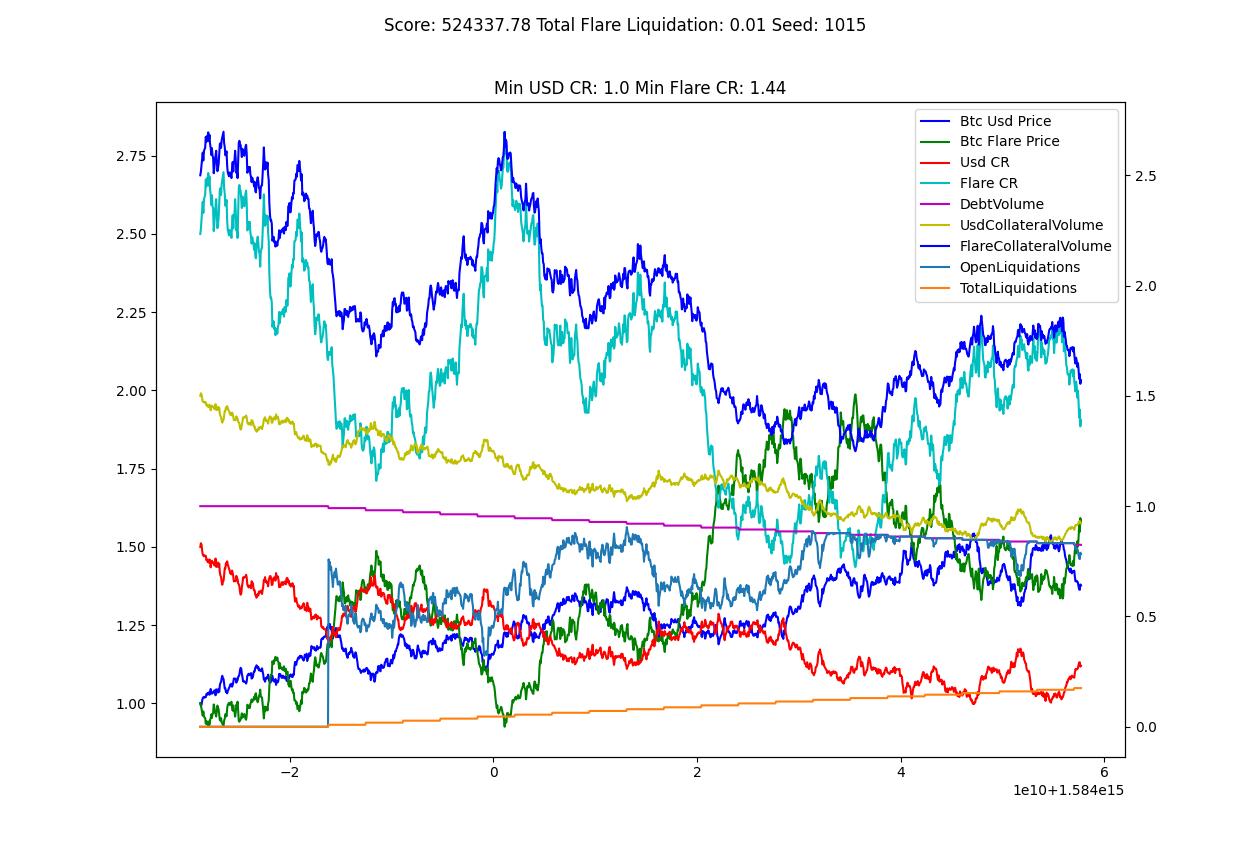 Score: 524337.78 Total Flare Liquidation: 0.01 Seed: 1015
Min USD CR: 1.0 Min Flare CR: 1.44
Btc Usd Price
Btc Flare Price
Usd CR
Flare CR
DebtVolume
UsdCollateralVolume
FlareCollateralVolume
OpenLiquidations
TotalLiquidations
2.75
2.50
2.25
2.00
1.75
1.50
1.25
1.00
2.5
2.0
1.5
1.0
0.5
0.0
−2
0
2
4
6
1e10+1.584e15